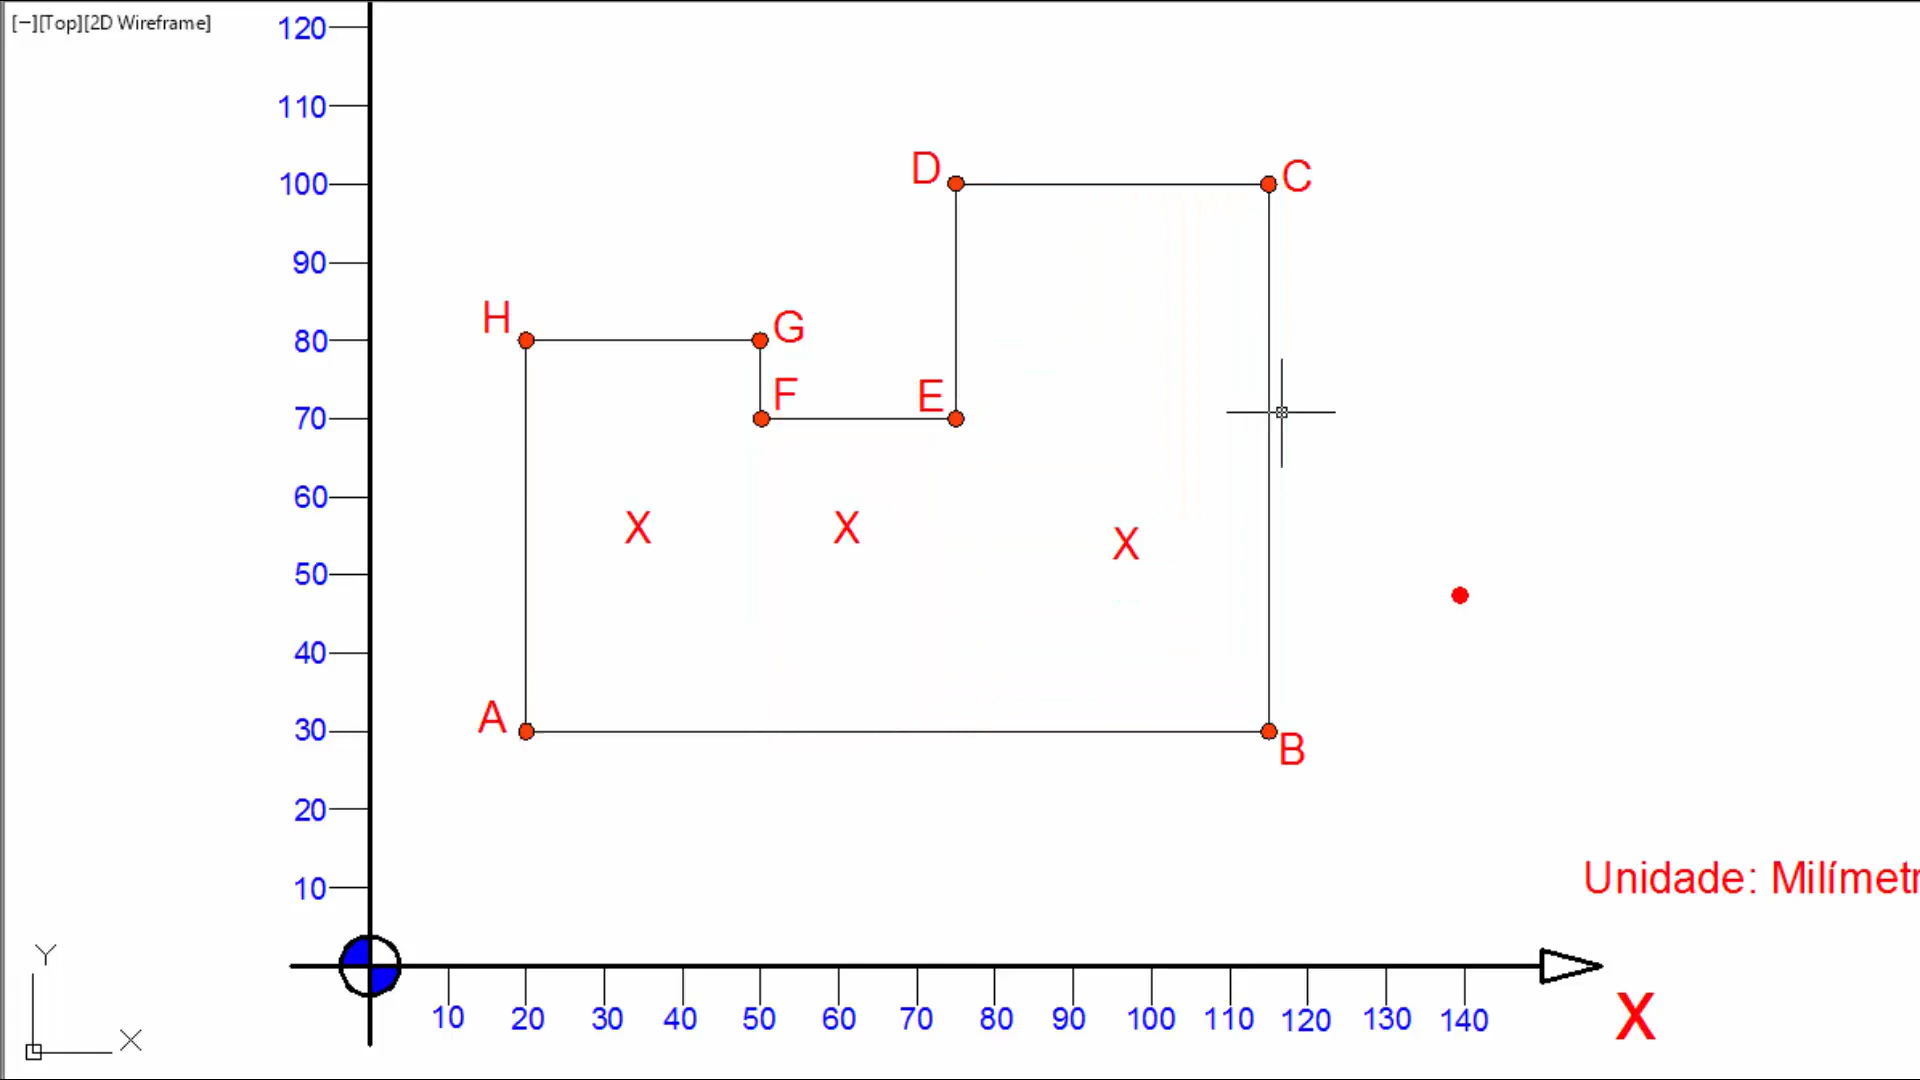 [−][Top][2D Wireframe]
120
110
100
90
80
70
60
50
40
30
20
10
D
C
H
G
F
E
X
X
X
A
B
Unidade: Milímetr
Y
X
10 20 30 40 50 60 70 80 90 100 110 120 130 140
X